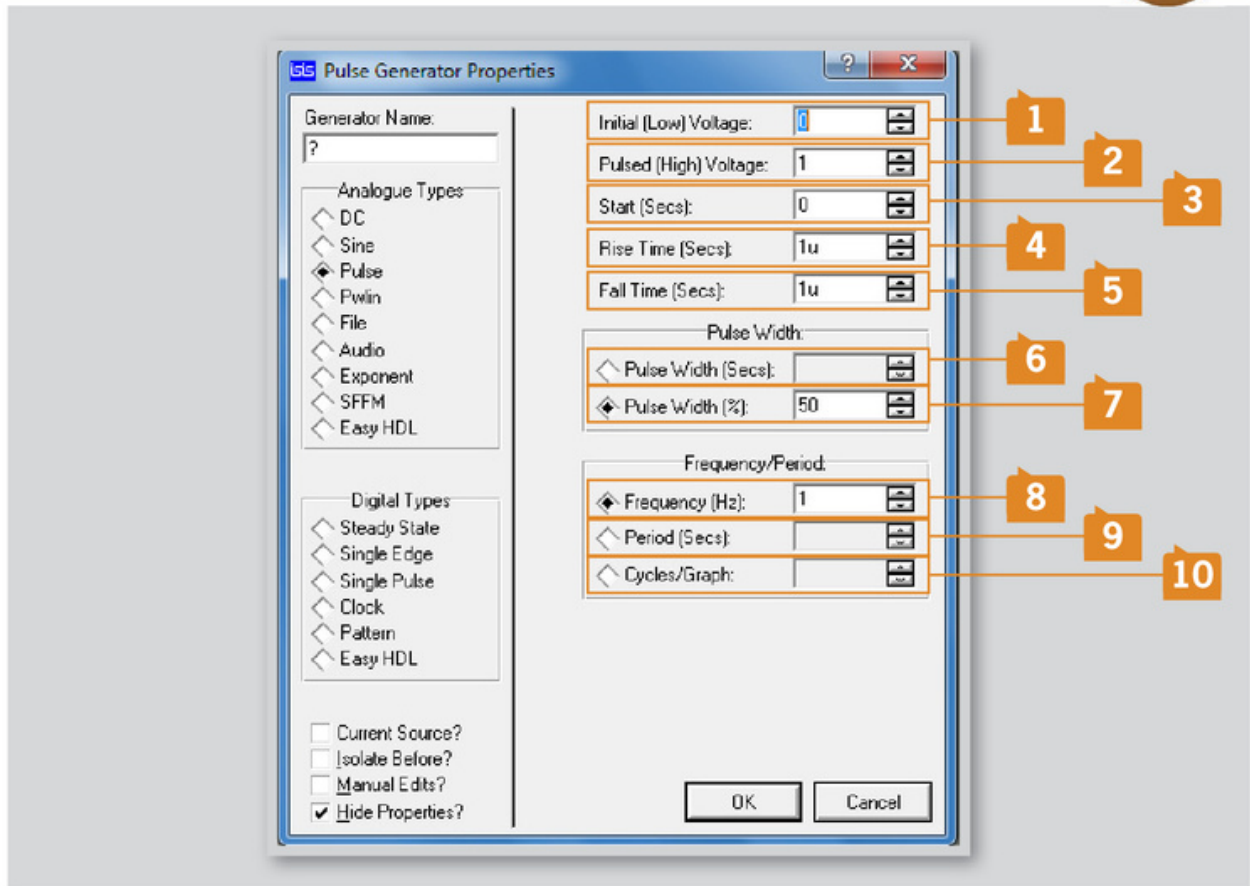 isis Pulse Generator Properties
Generator Name:
?
Analogue Types
DC
Sine
Pulse
Pwlin
File
Audio
Exponent
SFFM
Easy HDL
Digital Types
Steady State
Single Edge
Single Pulse
Clock
Pattern
Easy HDL
Current Source?
Isolate Before?
Manual Edits?
Hide Properties?
Initial (Low) Voltage: 0 1
Pulsed (High) Voltage: 1 2
Start (Secs): 0 3
Rise Time (Secs): 1u 4
Fall Time (Secs): 1u 5
Pulse Width:
Pulse Width (Secs): 6
Pulse Width (%): 50 7
Frequency/Period:
Frequency (Hz): 1 8
Period (Secs): 9
Cycles/Graph: 10
OK Cancel